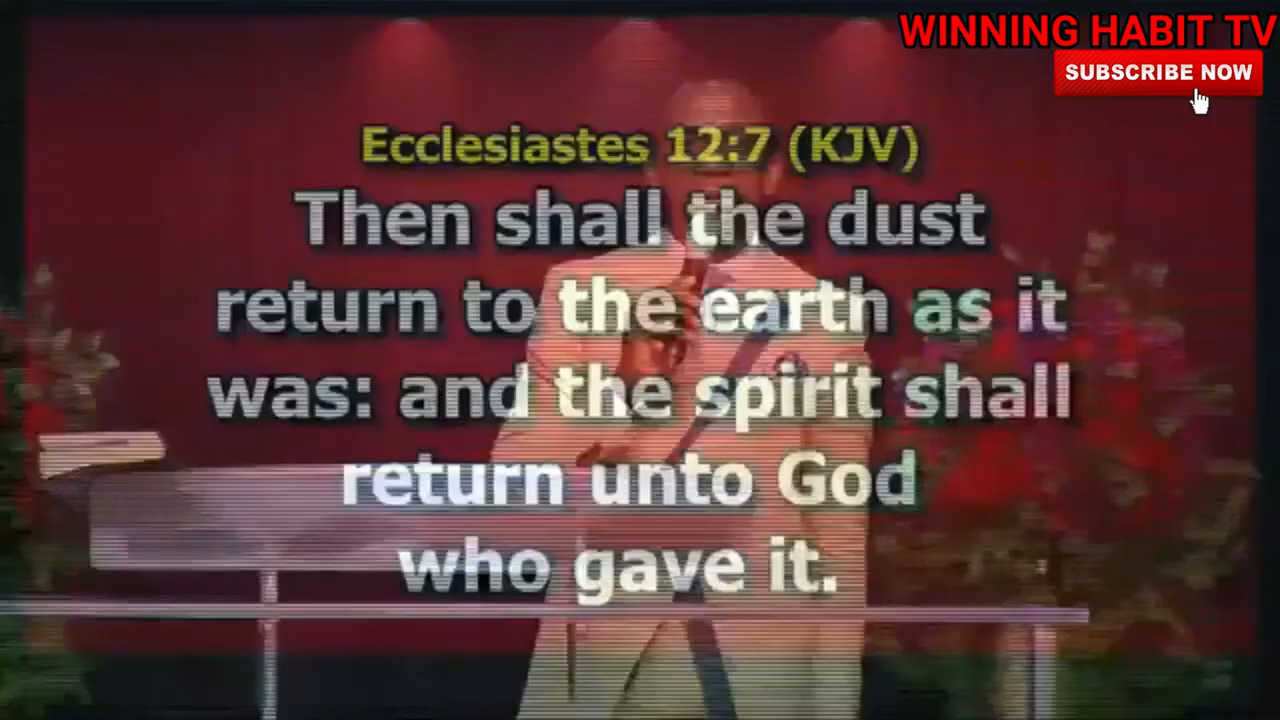 WINNING HABIT TV
SUBSCRIBE NOW
Ecclesiastes 12:7 (KJV)
Then shall the dust
return to the earth as it
was: and the spirit shall
return unto God
who gave it.